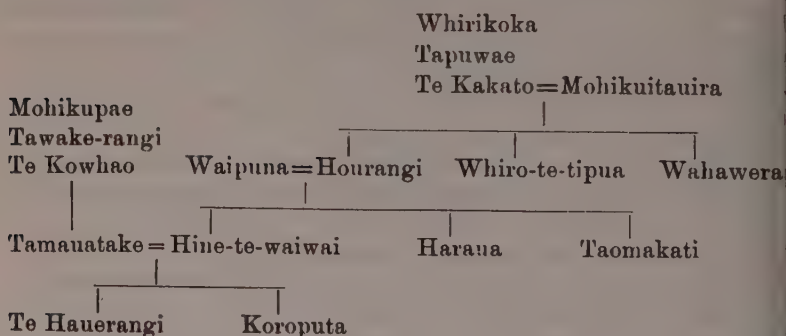 Whirikoka
Tapuwae
Te Kakato=Mohikuitauira
Mohikupae
Tawake-rangi
Te Kowhao Waipuna=Hourangi Whiro-te-tipua Wahawera
Tamauatake = Hine-te-waiwai Haraua Taomakati
Te Hauerangi Koroputa